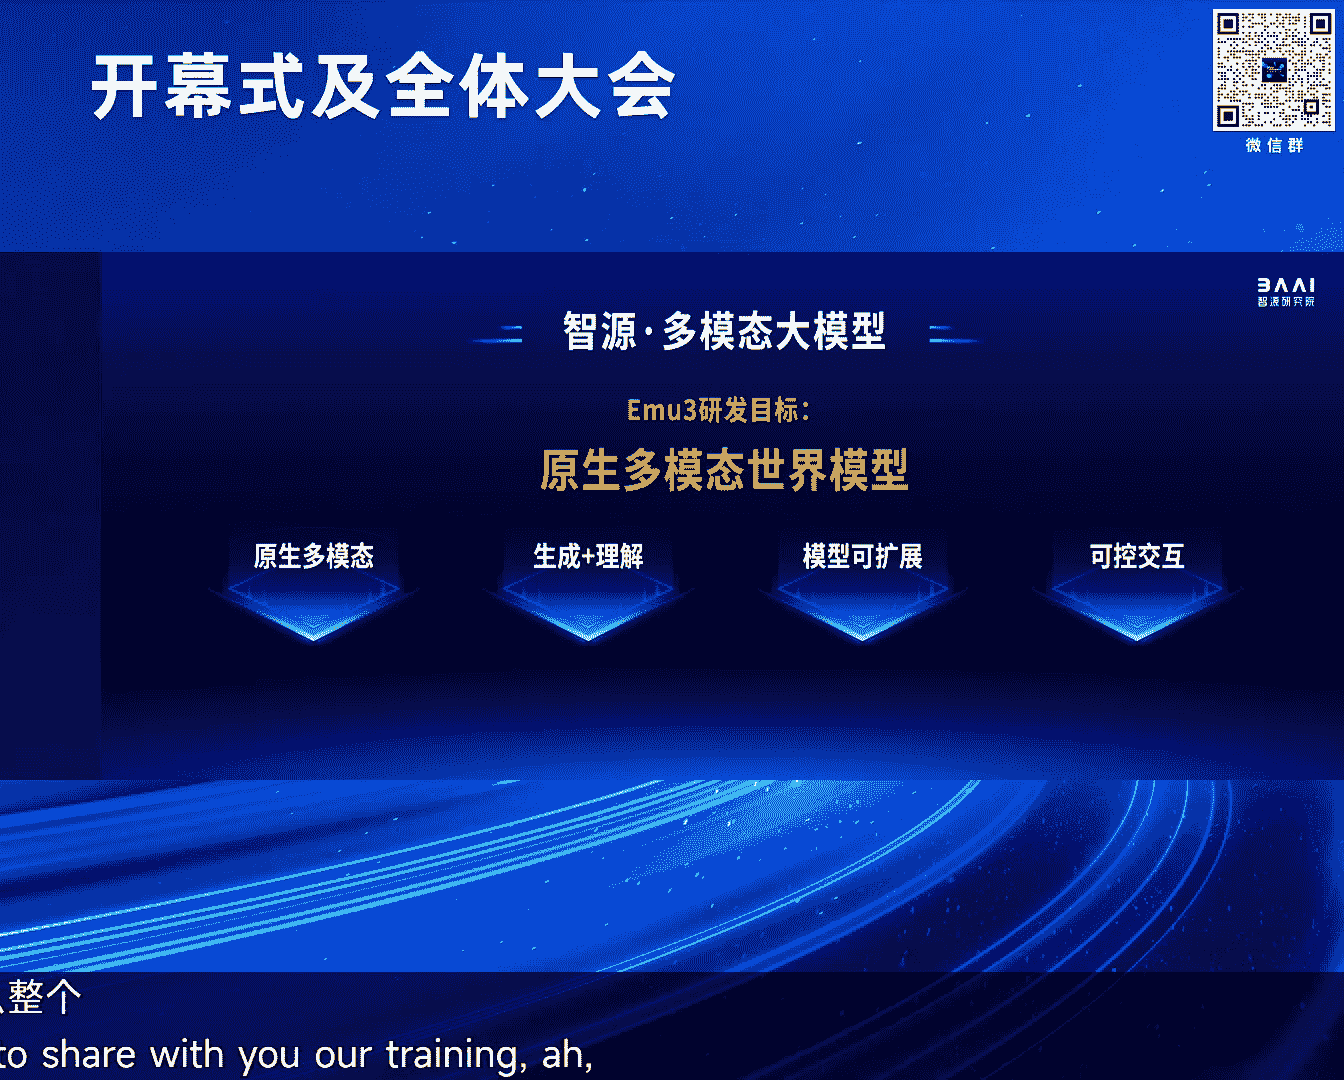 开幕式及全体大会
微信群
BAAI
智源研究院
智源·多模态大模型
Emu3研发目标：
原生多模态世界模型
原生多模态
生成+理解
模型可扩展
可控交互
整个
to share with you our training, ah,